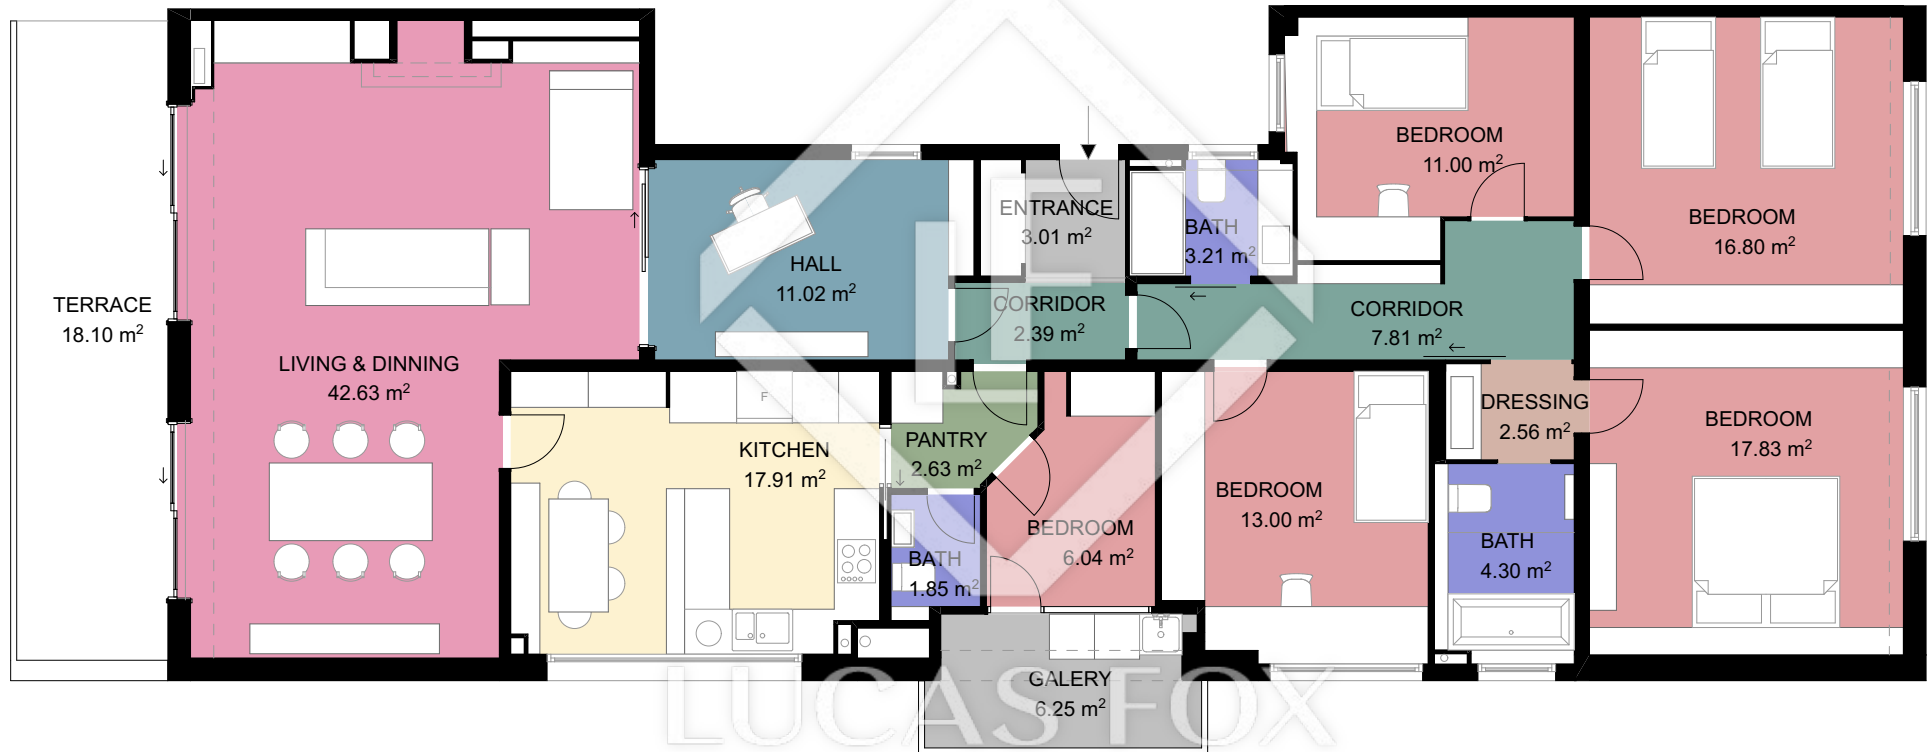 TERRACE
18.10 m²
LIVING & DINNING
42.63 m²
HALL
11.02 m²
ENTRANCE
3.01 m²
CORRIDOR
2.39 m²
BATH
3.21 m²
BEDROOM
11.00 m²
BEDROOM
16.80 m²
CORRIDOR
7.81 m²
F
KITCHEN
17.91 m²
PANTRY
2.63 m²
BATH
1.85 m²
BEDROOM
6.04 m²
BEDROOM
13.00 m²
DRESSING
2.56 m²
BATH
4.30 m²
BEDROOM
17.83 m²
GALERY
6.25 m²
LUCAS FOX